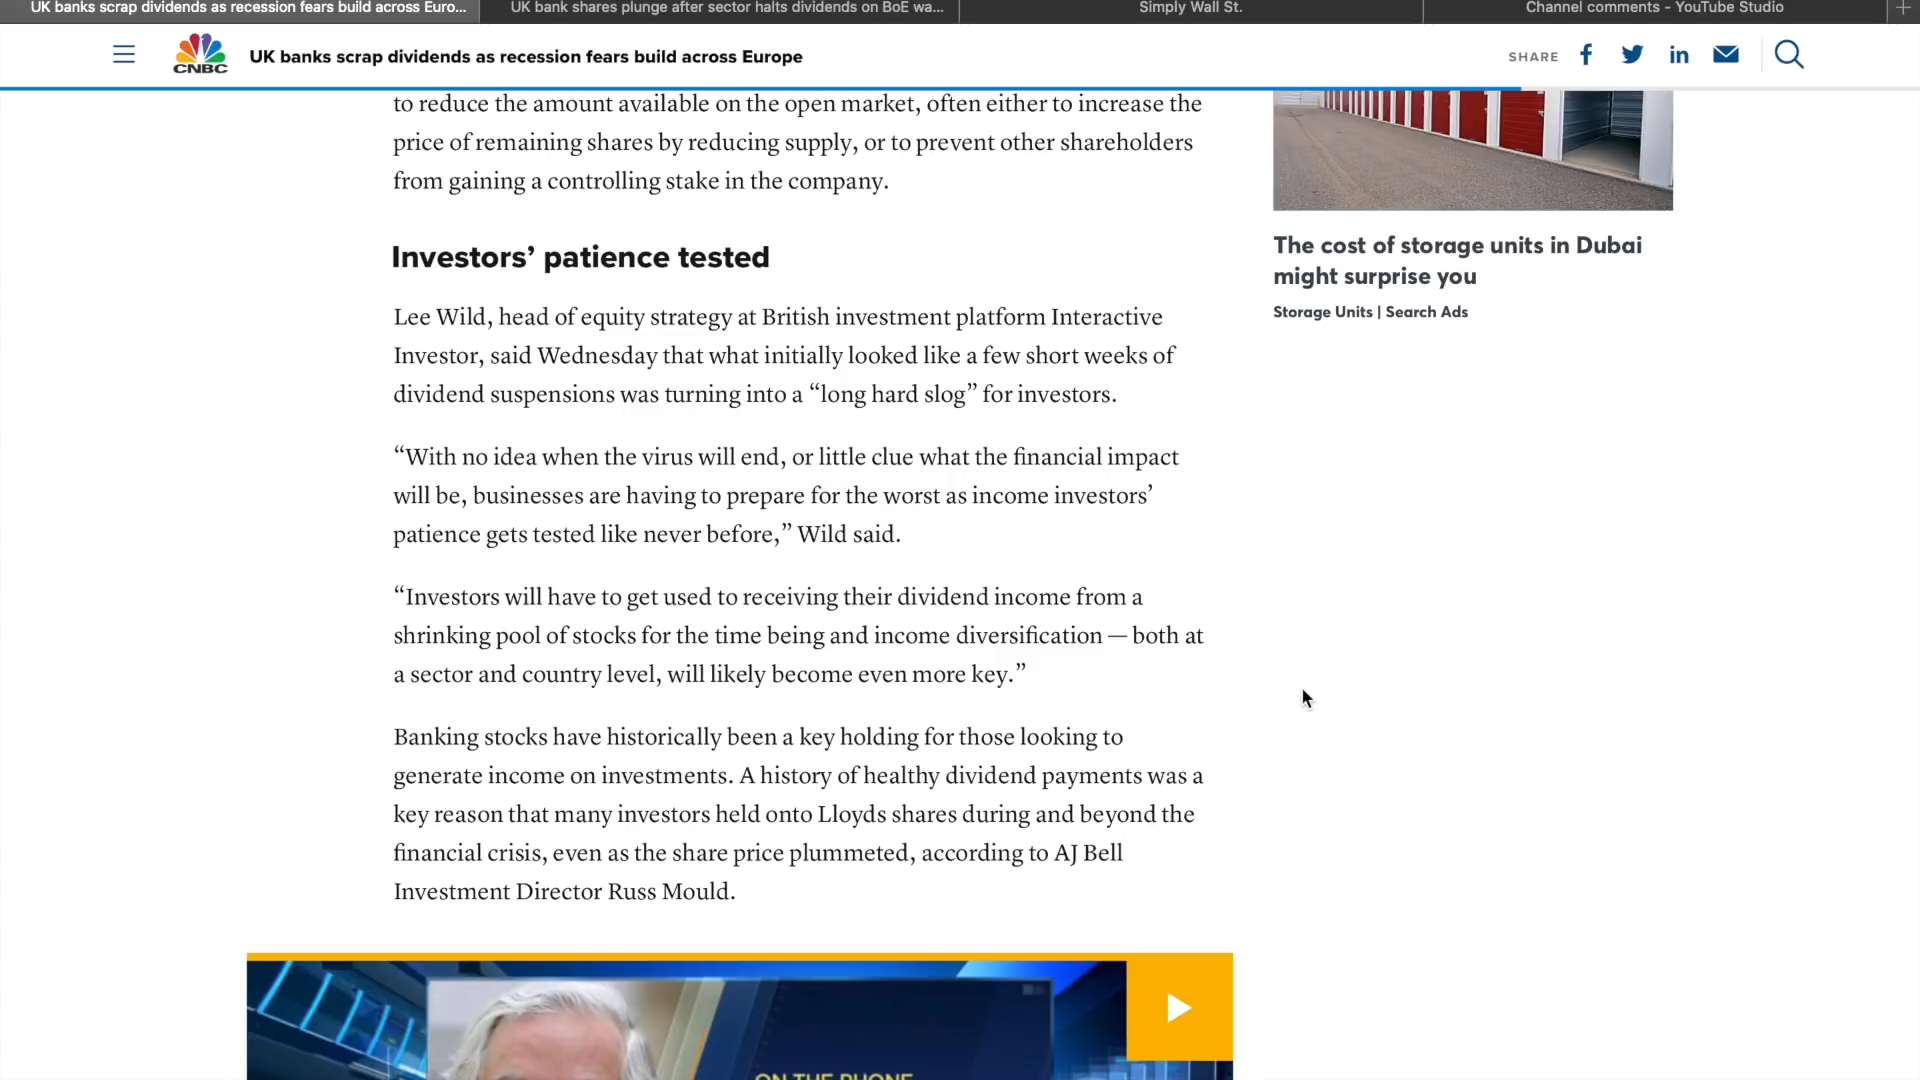 UK banks scrap dividends as recession fears build across Euro...
UK bank shares plunge after sector halts dividends on BoE wa...
Simply Wall St.
Channel comments - YouTube Studio
CNBC
UK banks scrap dividends as recession fears build across Europe
SHARE
to reduce the amount available on the open market, often either to increase the
price of remaining shares by reducing supply, or to prevent other shareholders
from gaining a controlling stake in the company.
Investors’ patience tested
Lee Wild, head of equity strategy at British investment platform Interactive
Investor, said Wednesday that what initially looked like a few short weeks of
dividend suspensions was turning into a “long hard slog” for investors.
“With no idea when the virus will end, or little clue what the financial impact
will be, businesses are having to prepare for the worst as income investors’
patience gets tested like never before,” Wild said.
“Investors will have to get used to receiving their dividend income from a
shrinking pool of stocks for the time being and income diversification — both at
a sector and country level, will likely become even more key.”
Banking stocks have historically been a key holding for those looking to
generate income on investments. A history of healthy dividend payments was a
key reason that many investors held onto Lloyds shares during and beyond the
financial crisis, even as the share price plummeted, according to AJ Bell
Investment Director Russ Mould.
The cost of storage units in Dubai
might surprise you
Storage Units | Search Ads
ON THE PHONE